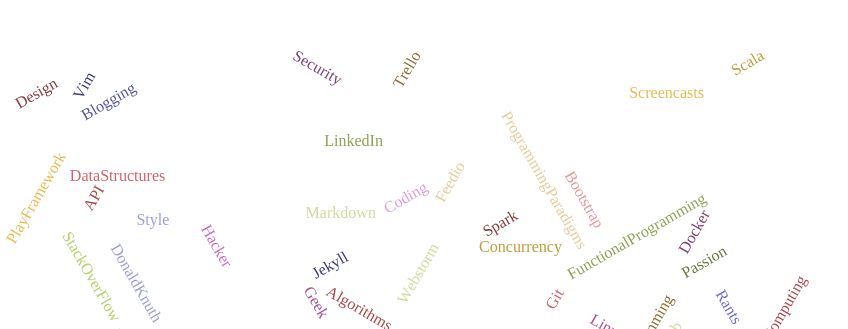 Security
Trello
Scala
Design
Vim
Blogging
Screencasts
LinkedIn
ProgrammingParadigms
PlayFramework
DataStructures
API
Coding
Feedio
Bootstrap
Markdown
Style
Spark
FunctionalProgramming
Docker
Hacker
StackOverFlow
DonaldKnuth
Concurrency
Jekyll
Webstorm
Passion
Geek
Algorithms
Git
Rants